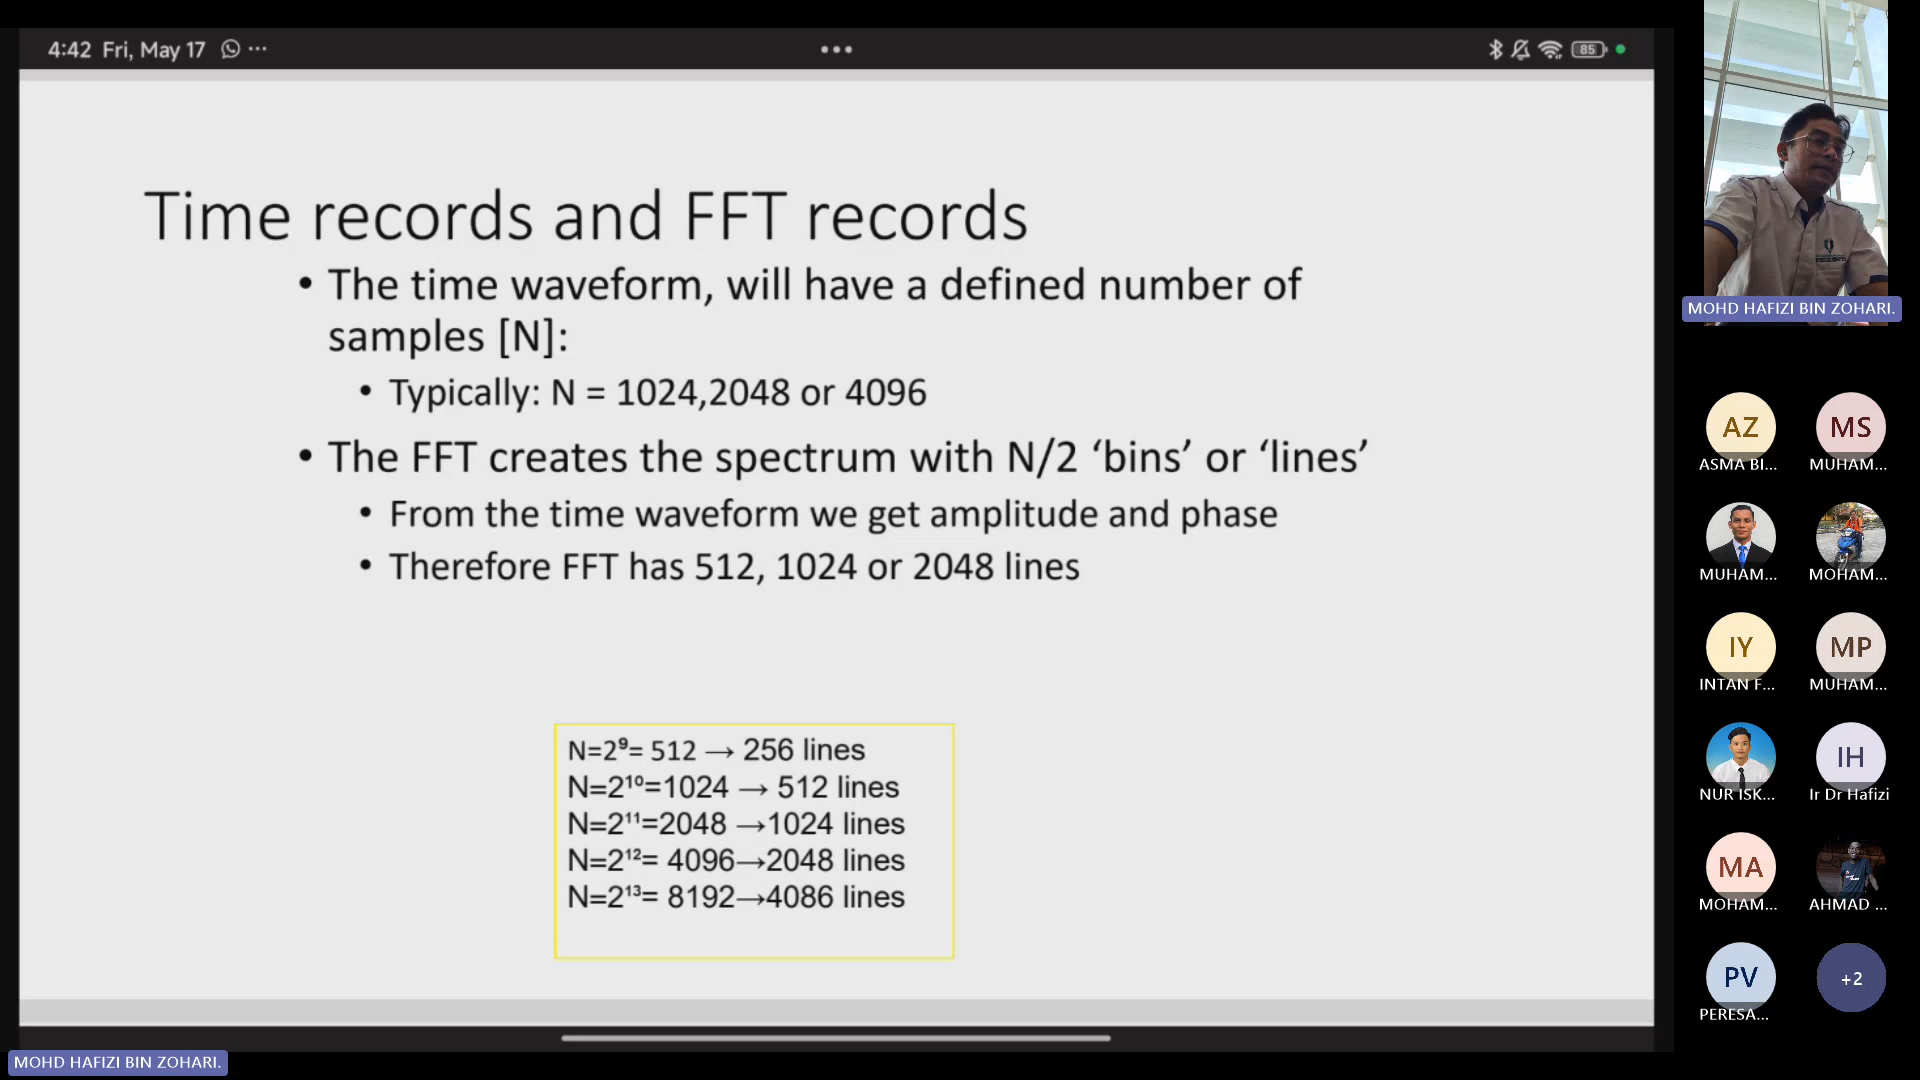 4:42 Fri, May 17
85
Time records and FFT records
• The time waveform, will have a defined number of
samples [N]:
• Typically: N = 1024,2048 or 4096
• The FFT creates the spectrum with N/2 ‘bins’ or ‘lines’
• From the time waveform we get amplitude and phase
• Therefore FFT has 512, 1024 or 2048 lines
N=2⁹= 512 → 256 lines
N=2¹⁰=1024 → 512 lines
N=2¹¹=2048 →1024 lines
N=2¹²= 4096→2048 lines
N=2¹³= 8192→4086 lines
MOHD HAFIZI BIN ZOHARI.
MOHD HAFIZI BIN ZOHARI.
AZ
ASMA BI...
MS
MUHAM...
MUHAM...
MOHAM...
IY
INTAN F...
MP
MUHAM...
NUR ISK...
IH
Ir Dr Hafizi
MA
MOHAM...
AHMAD ...
PV
PERESA...
+2